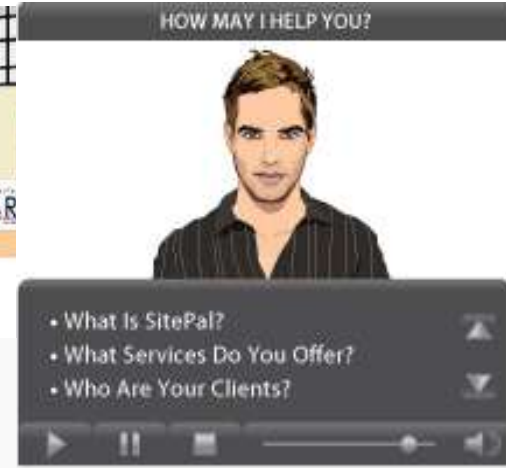 HOW MAY I HELP YOU?
• What Is SitePal?
• What Services Do You Offer?
• Who Are Your Clients?